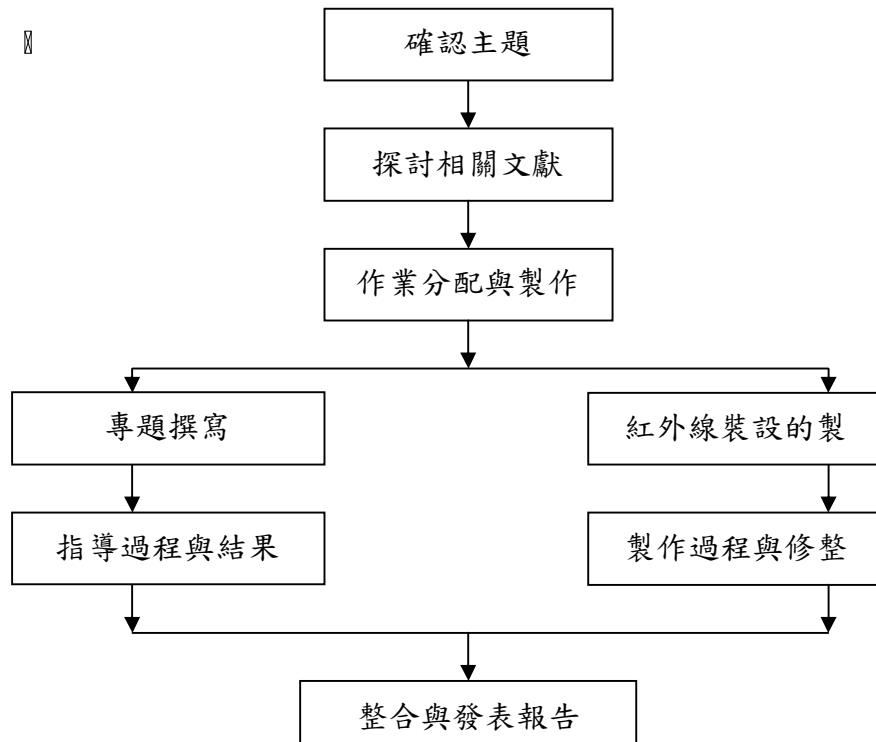 確認主題
探討相關文獻
作業分配與製作
專題撰寫
紅外線裝設的製
指導過程與結果
製作過程與修整
整合與發表報告